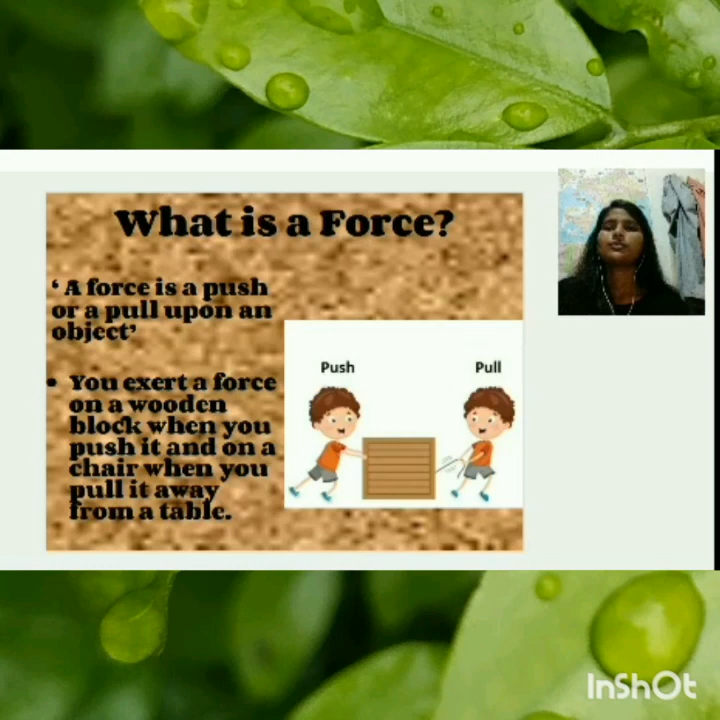 What is a Force?
‘ A force is a push
or a pull upon an
object’
• You exert a force
on a wooden
block when you
push it and on a
chair when you
pull it away
from a table.
Push
Pull
InShOt